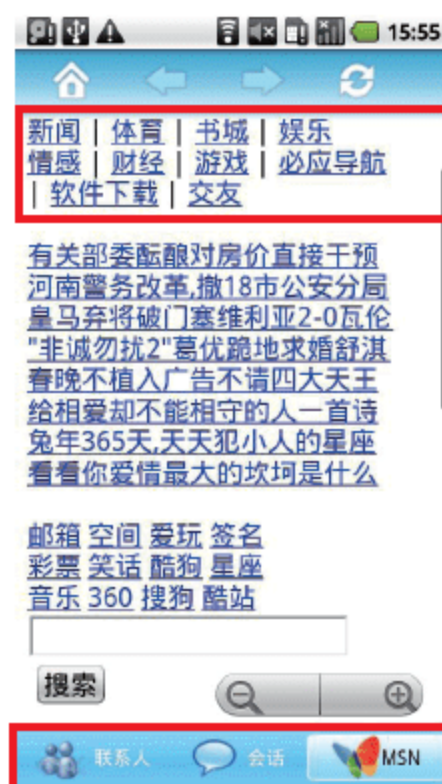 15:55
新闻 | 体育 | 书城 | 娱乐
情感 | 财经 | 游戏 | 必应导航
| 软件下载 | 交友
有关部委酝酿对房价直接干预
河南警务改革,撤18市公安分局
皇马弃将破门塞维利亚2-0瓦伦
"非诚勿扰2"葛优跪地求婚舒淇
春晚不植入广告不请四大天王
给相爱却不能相守的人一首诗
兔年365天,天天犯小人的星座
看看你爱情最大的坎坷是什么
邮箱 空间 爱玩 签名
彩票 笑话 酷狗 星座
音乐 360 搜狗 酷站
搜索
联系人 会话 MSN